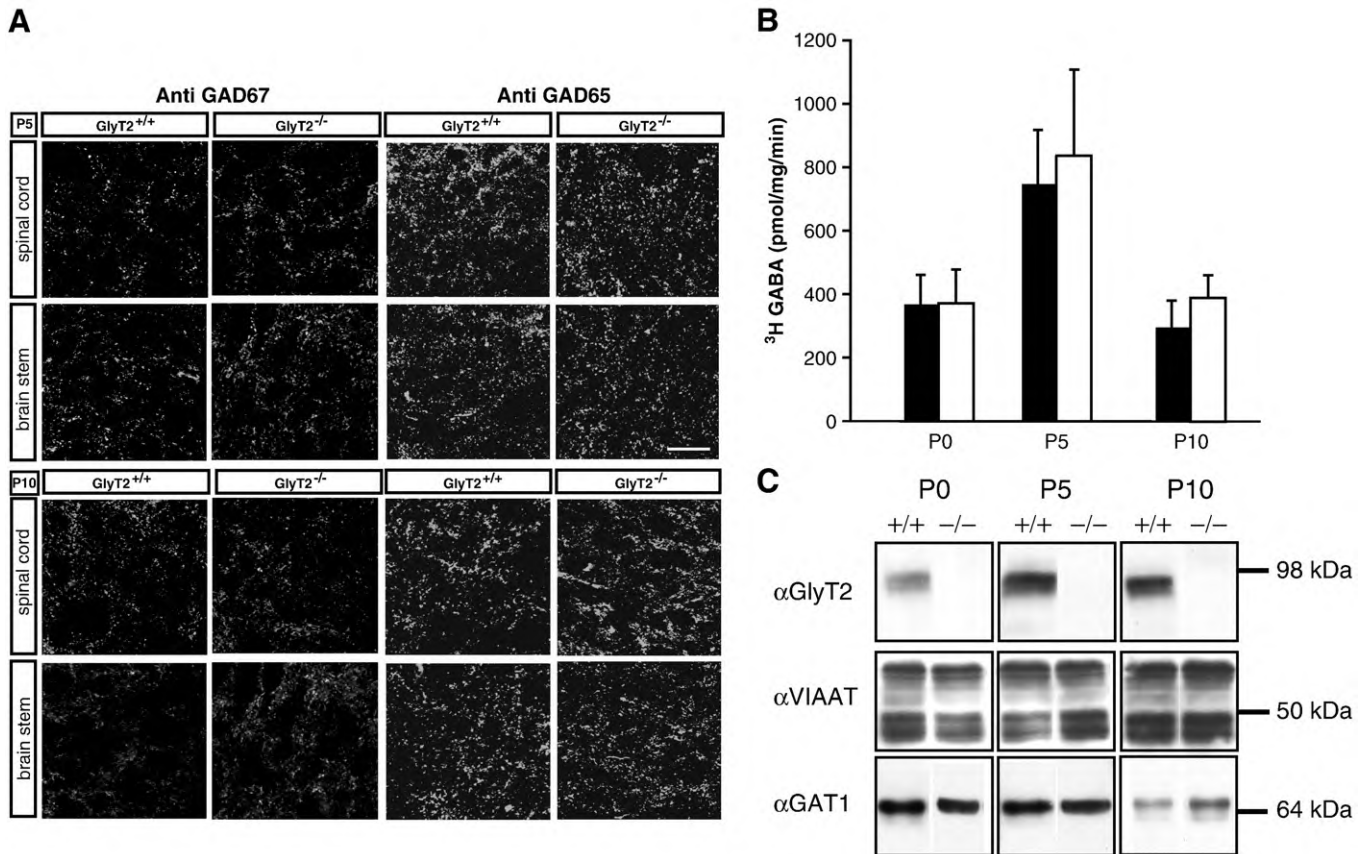 A
Anti GAD67 Anti GAD65
P5 GlyT2+/+ GlyT2-/- GlyT2+/+ GlyT2-/-
spinal cord
brain stem
P10 GlyT2+/+ GlyT2-/- GlyT2+/+ GlyT2-/-
spinal cord
brain stem
B
³H GABA (pmol/mg/min)
1200
1000
800
600
400
200
0
P0 P5 P10
C
P0 P5 P10
+/+ −/− +/+ −/− +/+ −/−
αGlyT2
98 kDa
αVIAAT
50 kDa
αGAT1
64 kDa